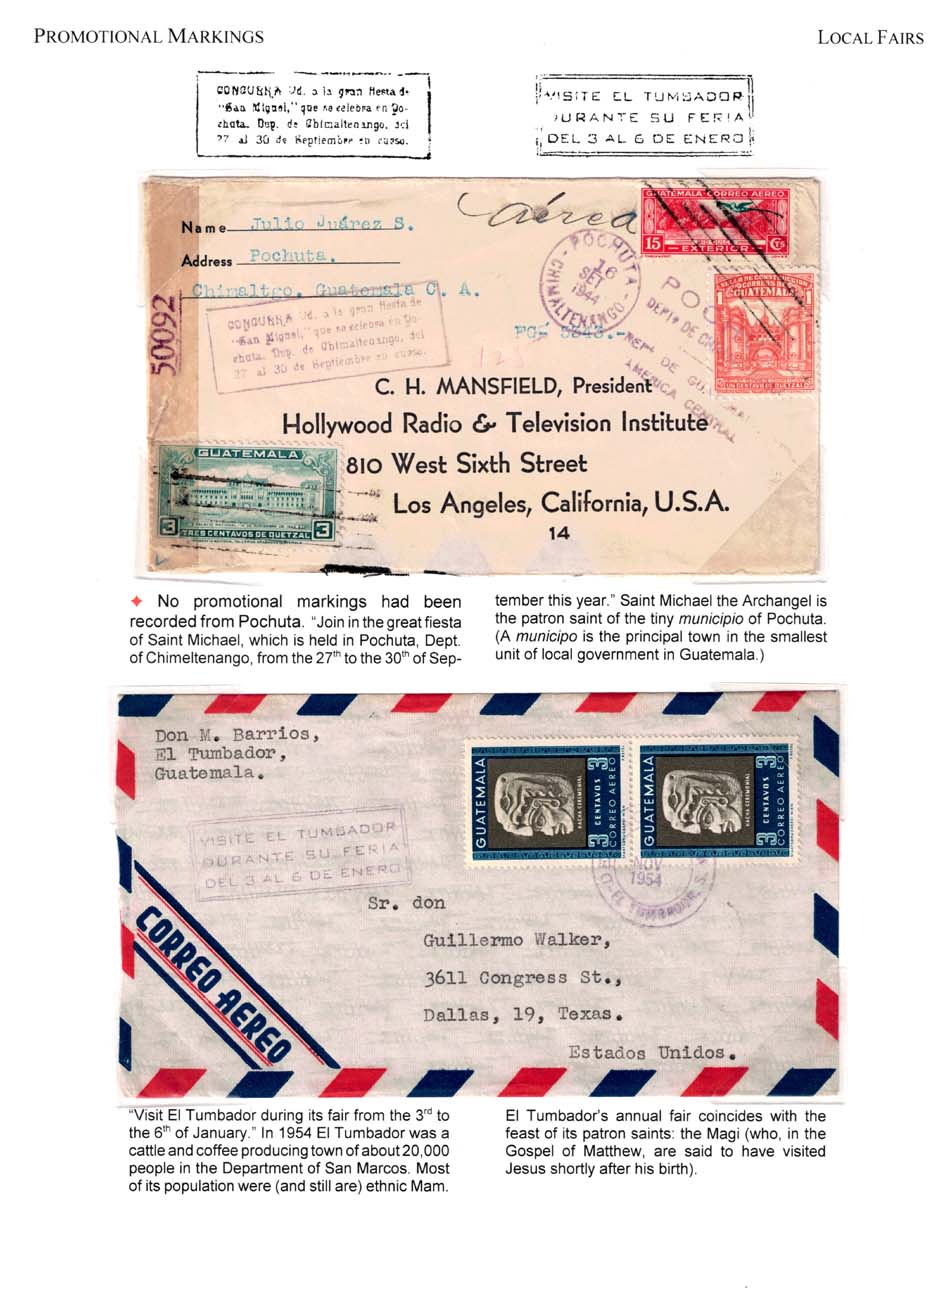 PROMOTIONAL MARKINGS
LOCAL FAIRS
CONCURRA Ud. a la gran fiesta de
"San Miguel," que se celebra en Po-
chuta. Dep. de Chimaltenango, del
27 al 30 de Septiembre en curso.
VISITE EL TUMBADOR
DURANTE SU FERIA
DEL 3 AL 6 DE ENERO
Name Julio Juárez S.
Address Pochuta.
Chimaltgo. Guatemala C. A.
aérea
GUATEMALA-CORREO AEREO
15 Cts
EXTERIOR
POCHUTA
16
SET
1944
CHIMALTENANGO
GUATEMALA
UN CENTAVO DE QUETZAL
50092
CONCURRA Ud. a la gran fiesta de
"San Miguel," que se celebra en Po-
chuta. Dep. de Chimaltenango, del
27 al 30 de Septiembre en curso.
REP. DE
AMERICA CENTRAL
C. H. MANSFIELD, President
Hollywood Radio & Television Institute
810 West Sixth Street
Los Angeles, California, U.S.A.
14
GUATEMALA
3 3
TRES CENTAVOS DE QUETZAL
No promotional markings had been
recorded from Pochuta. "Join in the great fiesta
of Saint Michael, which is held in Pochuta, Dept.
of Chimeltenango, from the 27th to the 30th of Sep-
tember this year." Saint Michael the Archangel is
the patron saint of the tiny municipio of Pochuta.
(A municipo is the principal town in the smallest
unit of local government in Guatemala.)
Don M. Barrios,
El Tumbador,
Guatemala.
GUATEMALA
HACHA CEREMONIAL
3 CENTAVOS 3
CORREO AEREO
GUATEMALA
HACHA CEREMONIAL
3 CENTAVOS 3
CORREO AEREO
VISITE EL TUMBADOR
DURANTE SU FERIA
DEL 3 AL 6 DE ENERO
NOV
1954
EL TUMBADOR, S.
CORREO AEREO
Sr. don
Guillermo Walker,
3611 Congress St.,
Dallas, 19, Texas.
Estados Unidos.
"Visit El Tumbador during its fair from the 3rd to
the 6th of January." In 1954 El Tumbador was a
cattle and coffee producing town of about 20,000
people in the Department of San Marcos. Most
of its population were (and still are) ethnic Mam.
El Tumbador's annual fair coincides with the
feast of its patron saints: the Magi (who, in the
Gospel of Matthew, are said to have visited
Jesus shortly after his birth).